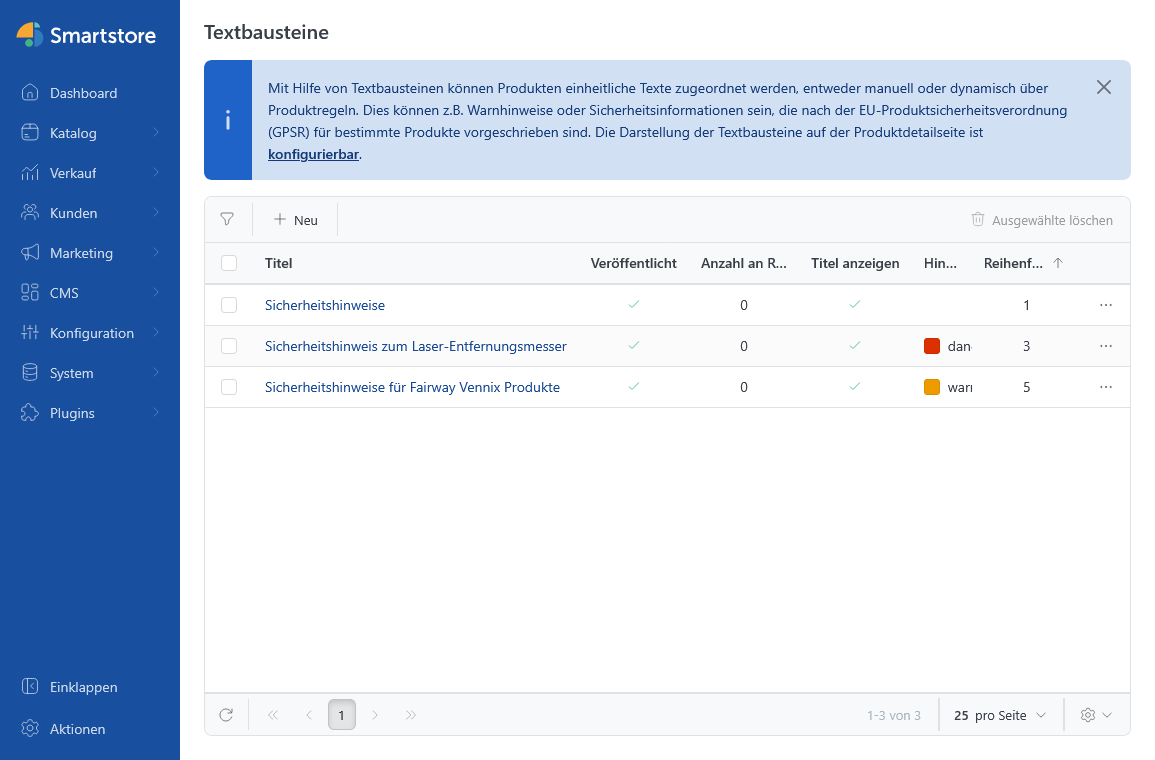 Smartstore
Dashboard
Katalog
Verkauf
Kunden
Marketing
CMS
Konfiguration
System
Plugins
Einklappen
Aktionen
Textbausteine
Mit Hilfe von Textbausteinen können Produkten einheitliche Texte zugeordnet werden, entweder manuell oder dynamisch über
Produktregeln. Dies können z.B. Warnhinweise oder Sicherheitsinformationen sein, die nach der EU-Produktsicherheitsverordnung
(GPSR) für bestimmte Produkte vorgeschrieben sind. Die Darstellung der Textbausteine auf der Produktdetailseite ist
konfigurierbar.
Neu Ausgewählte löschen
Titel Veröffentlicht Anzahl an R... Titel anzeigen Hin... Reihenf...
Sicherheitshinweise 0 1
Sicherheitshinweis zum Laser-Entfernungsmesser 0 dan 3
Sicherheitshinweise für Fairway Vennix Produkte 0 5
1 1-3 von 3 25 pro Seite